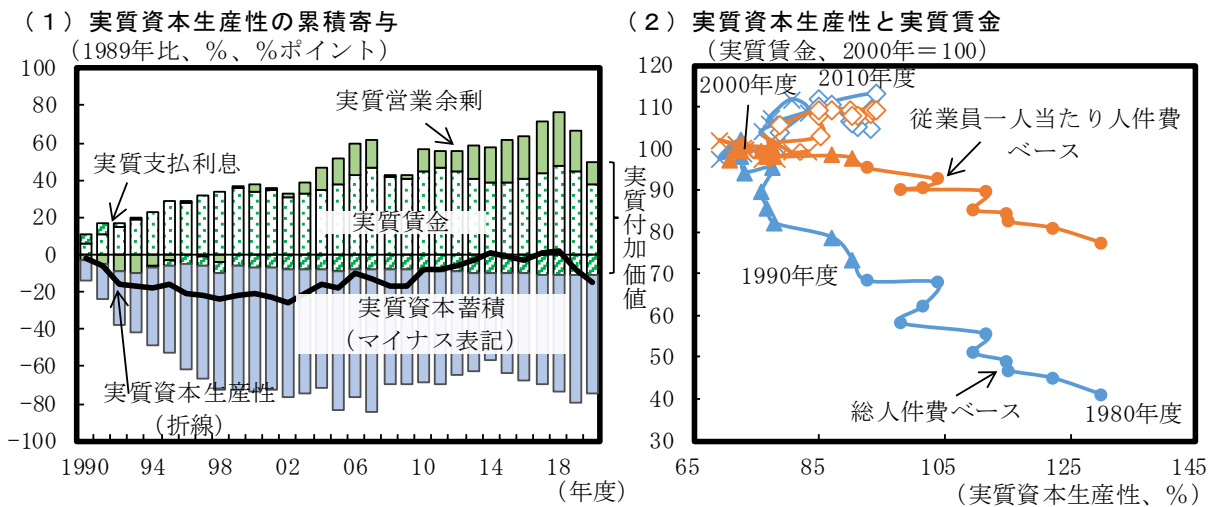 (１)実質資本生産性の累積寄与
(1989年比、%、%ポイント)
100
80
60
40
20
0
-20
-40
-60
-80
-100
実質営業余剰
実質支払利息
実質賃金
実質付加価値
実質資本蓄積
(マイナス表記)
実質資本生産性
(折線)
1990 94 98 02 06 10 14 18
(年度)
(２)実質資本生産性と実質賃金
(実質賃金、2000年＝100)
120
110
100
90
80
70
60
50
40
30
2000年度
2010年度
従業員一人当たり人件費
ベース
1990年度
総人件費ベース
1980年度
65 85 105 125 145
(実質資本生産性、%)